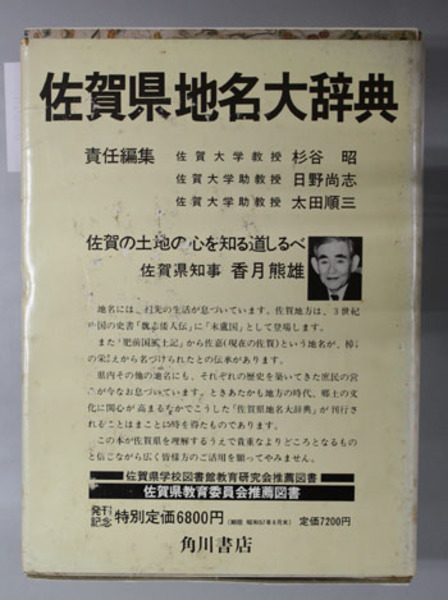 佐賀県地名大辞典
責任編集 佐賀大学教授 杉谷 昭
佐賀大学助教授 日野尚志
佐賀大学助教授 太田順三
佐賀の土地の心を知る道しるべ
佐賀県知事 香月熊雄
地名には、祖先の生活が息づいています。佐賀地方は、3世紀
国の史書「魏志倭人伝」に「末盧国」として登場します。
また「肥前国風土記」から佐嘉(現在の佐賀)という地名が、樟
の栄えから名づけられたとの伝承があります。
県内その他の地名にも、それぞれの歴史を築いてきた庶民の営
が今なお息づいています。ときあたかも地方の時代、郷土の文
化に関心が高まるなかでこうした「佐賀県地名大辞典」が刊行さ
れることはまことに時を得たものであります。
この本が佐賀県を理解するうえで貴重なよりどころとなるもの
と信じながら広く皆様方のご活用を願ってやみません。
佐賀県学校図書館教育研究会推薦図書
佐賀県教育委員会推薦図書
発刊記念 特別定価6800円 (期限 昭和57年8月末) 定価7200円
角川書店